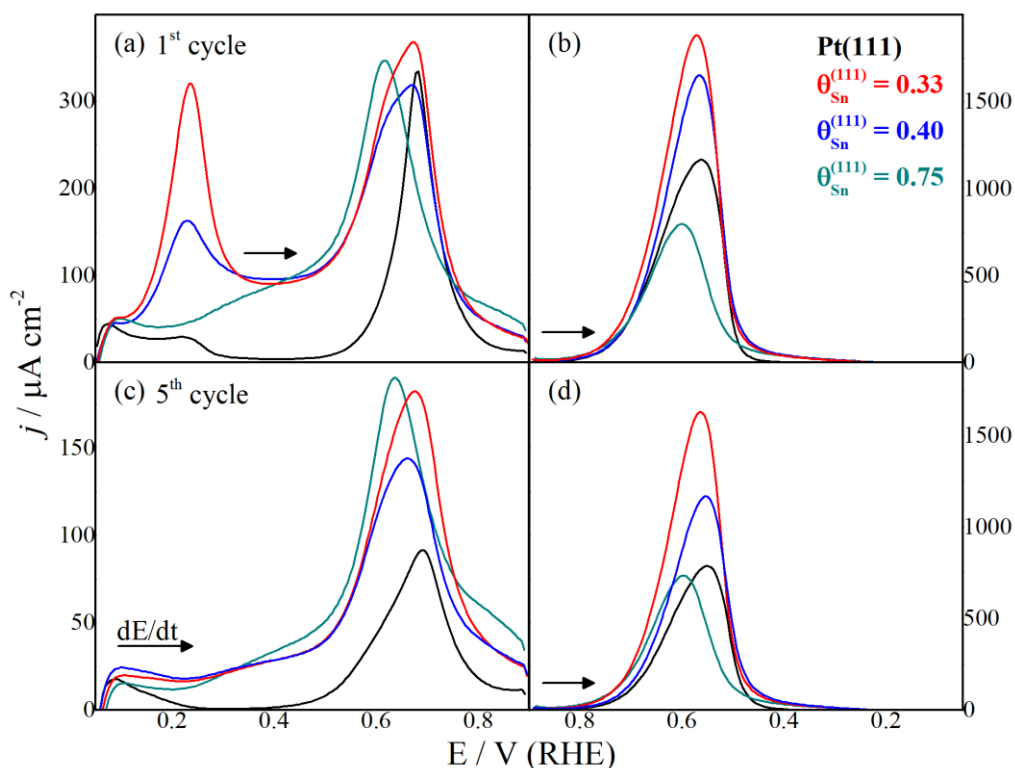 (a) 1st cycle
(b)
Pt(111)
θSn(111) = 0.33
θSn(111) = 0.40
θSn(111) = 0.75
300
200
100
0
1500
1000
500
0
j / μA cm-2
(c) 5th cycle
(d)
dE/dt
150
100
50
0
1500
1000
500
0
0.2 0.4 0.6 0.8 0.8 0.6 0.4 0.2
E / V (RHE)